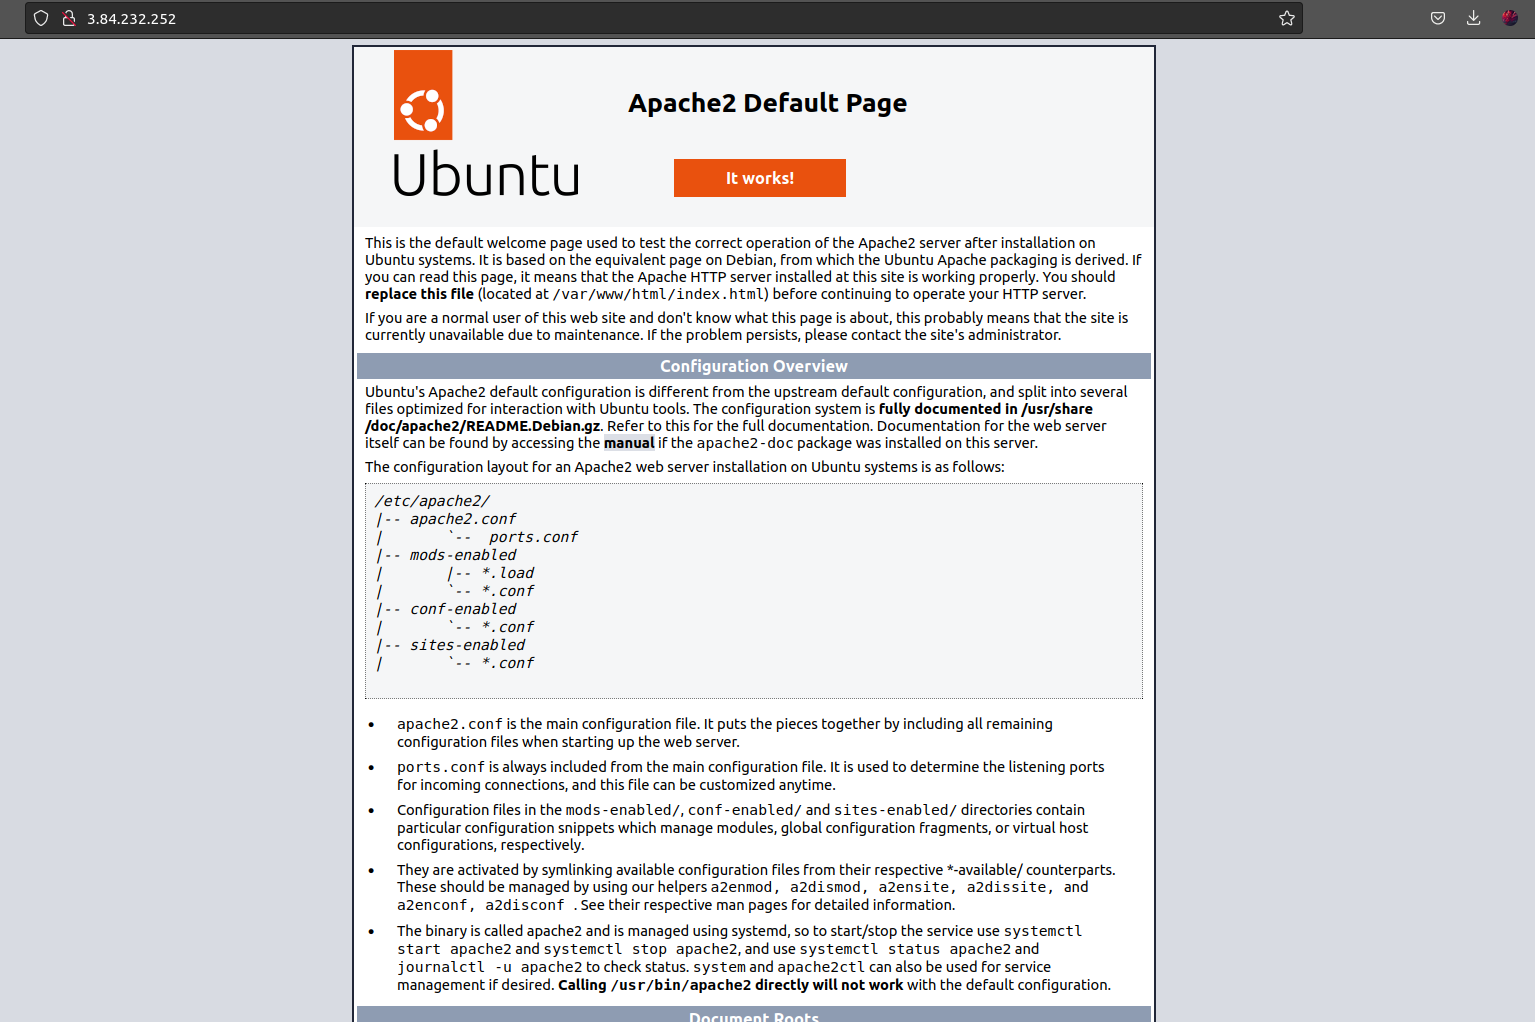 3.84.232.252
Apache2 Default Page
Ubuntu
It works!
This is the default welcome page used to test the correct operation of the Apache2 server after installation on
Ubuntu systems. It is based on the equivalent page on Debian, from which the Ubuntu Apache packaging is derived. If
you can read this page, it means that the Apache HTTP server installed at this site is working properly. You should
replace this file (located at /var/www/html/index.html) before continuing to operate your HTTP server.
If you are a normal user of this web site and don't know what this page is about, this probably means that the site is
currently unavailable due to maintenance. If the problem persists, please contact the site's administrator.
Configuration Overview
Ubuntu's Apache2 default configuration is different from the upstream default configuration, and split into several
files optimized for interaction with Ubuntu tools. The configuration system is fully documented in /usr/share
/doc/apache2/README.Debian.gz. Refer to this for the full documentation. Documentation for the web server
itself can be found by accessing the manual if the apache2-doc package was installed on this server.
The configuration layout for an Apache2 web server installation on Ubuntu systems is as follows:
/etc/apache2/
|-- apache2.conf
|       `--  ports.conf
|-- mods-enabled
|       |-- *.load
|       `-- *.conf
|-- conf-enabled
|       `-- *.conf
|-- sites-enabled
|       `-- *.conf
• apache2.conf is the main configuration file. It puts the pieces together by including all remaining
configuration files when starting up the web server.
• ports.conf is always included from the main configuration file. It is used to determine the listening ports
for incoming connections, and this file can be customized anytime.
• Configuration files in the mods-enabled/, conf-enabled/ and sites-enabled/ directories contain
particular configuration snippets which manage modules, global configuration fragments, or virtual host
configurations, respectively.
• They are activated by symlinking available configuration files from their respective *-available/ counterparts.
These should be managed by using our helpers a2enmod, a2dismod, a2ensite, a2dissite, and
a2enconf, a2disconf . See their respective man pages for detailed information.
• The binary is called apache2 and is managed using systemd, so to start/stop the service use systemctl
start apache2 and systemctl stop apache2, and use systemctl status apache2 and
journalctl -u apache2 to check status. system and apache2ctl can also be used for service
management if desired. Calling /usr/bin/apache2 directly will not work with the default configuration.
Document Roots